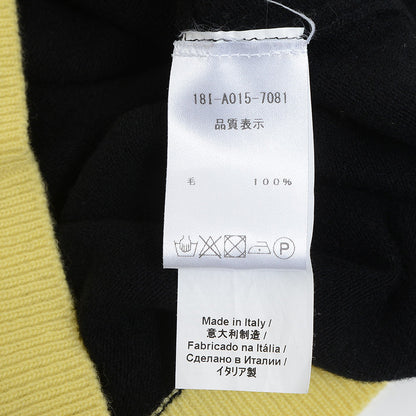 18I-A015-7081
品質表示
毛 100%
P
Made in Italy /
意大利制造 /
Fabricado na Itália /
Сделано в Италии /
イタリア製